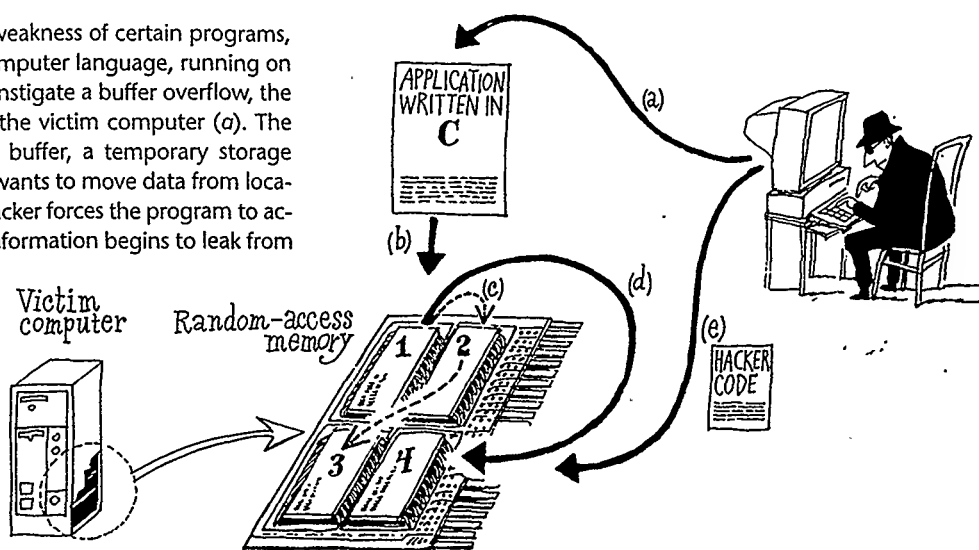 weakness of certain programs,
mputer language, running on
nstigate a buffer overflow, the
the victim computer (a). The
buffer, a temporary storage
wants to move data from loca-
cker forces the program to ac-
formation begins to leak from
APPLICATION
WRITTEN IN
C
(a)
(b)
(c)
(d)
(e)
HACKER
CODE
Victim
computer
Random-access
memory
1
2
3
4